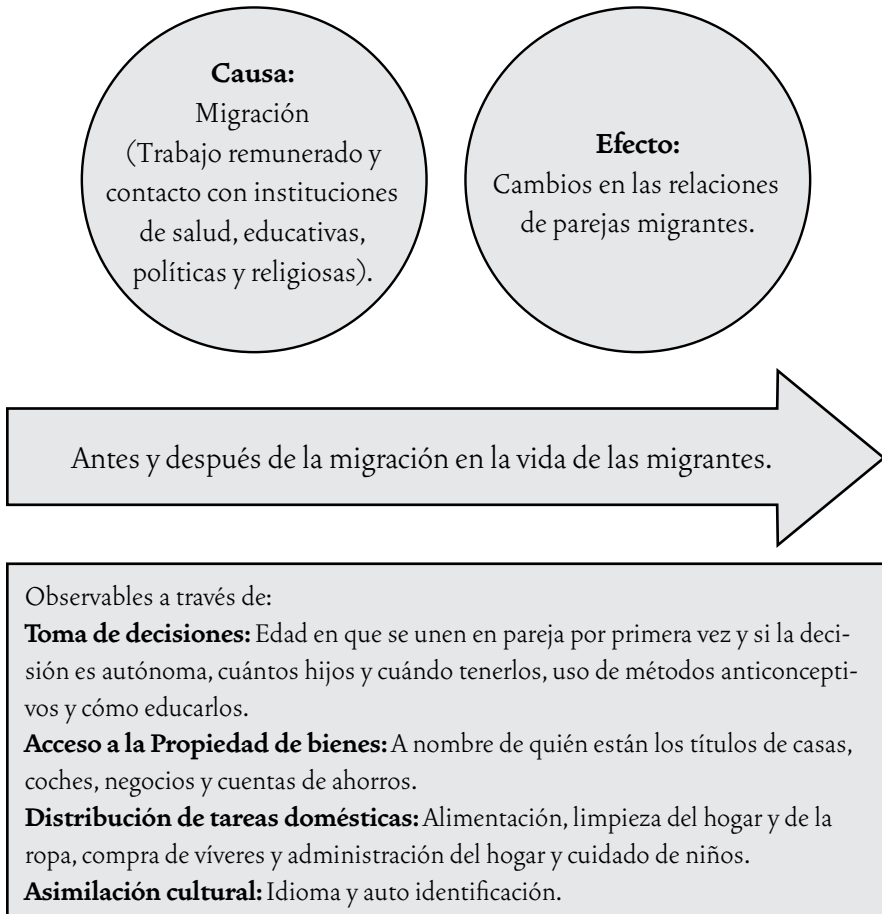 Causa:
Migración
(Trabajo remunerado y
contacto con instituciones
de salud, educativas,
políticas y religiosas).
Efecto:
Cambios en las relaciones
de parejas migrantes.
Antes y después de la migración en la vida de las migrantes.
Observables a través de:
Toma de decisiones: Edad en que se unen en pareja por primera vez y si la deci-
sión es autónoma, cuántos hijos y cuándo tenerlos, uso de métodos anticoncepti-
vos y cómo educarlos.
Acceso a la Propiedad de bienes: A nombre de quién están los títulos de casas,
coches, negocios y cuentas de ahorros.
Distribución de tareas domésticas: Alimentación, limpieza del hogar y de la
ropa, compra de víveres y administración del hogar y cuidado de niños.
Asimilación cultural: Idioma y auto identificación.